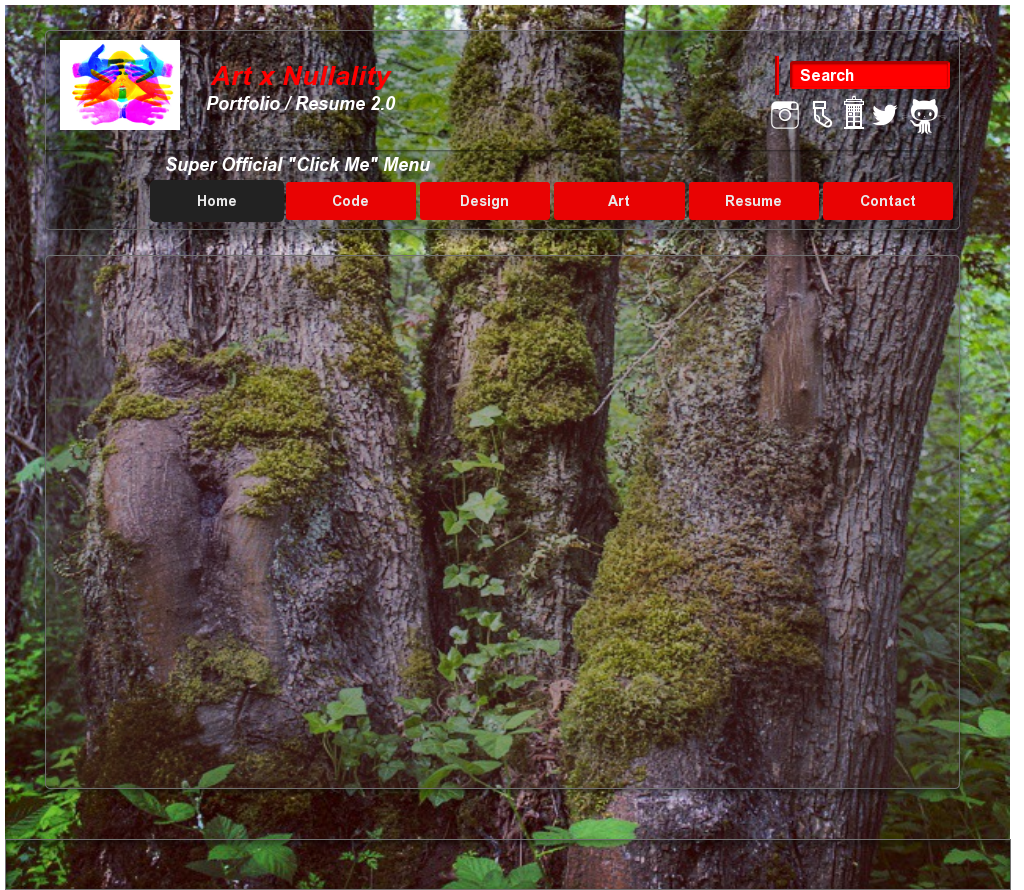 Art x Nullality
Portfolio / Resume 2.0
Search
Super Official "Click Me" Menu
Home Code Design Art Resume Contact